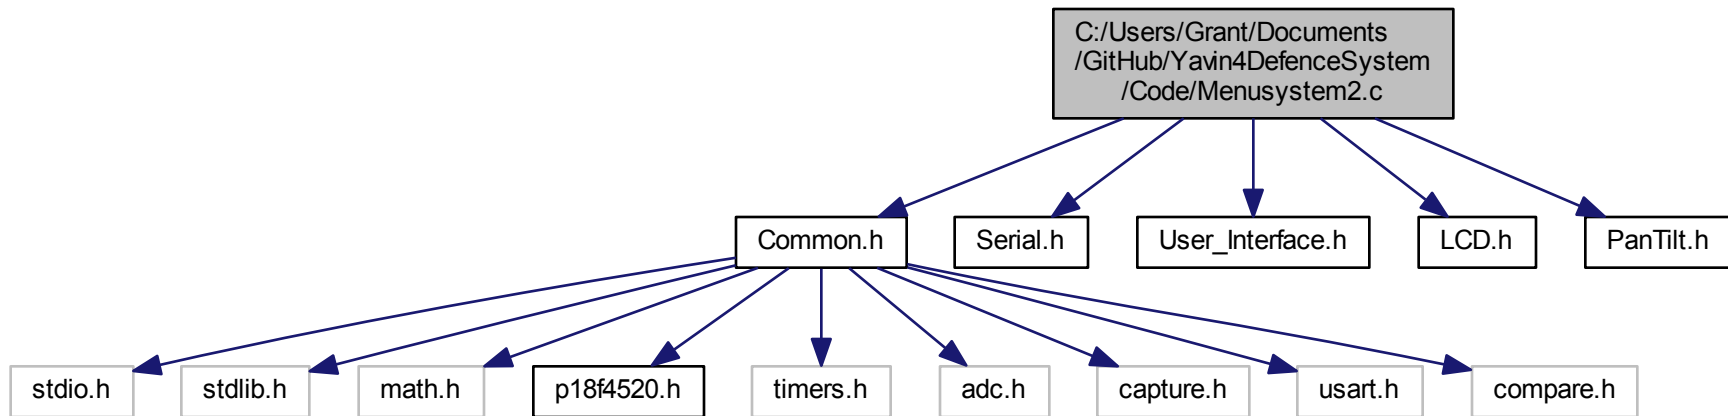 C:/Users/Grant/Documents
/GitHub/Yavin4DefenceSystem
/Code/Menusystem2.c
Common.h
Serial.h
User_Interface.h
LCD.h
PanTilt.h
stdio.h
stdlib.h
math.h
p18f4520.h
timers.h
adc.h
capture.h
usart.h
compare.h